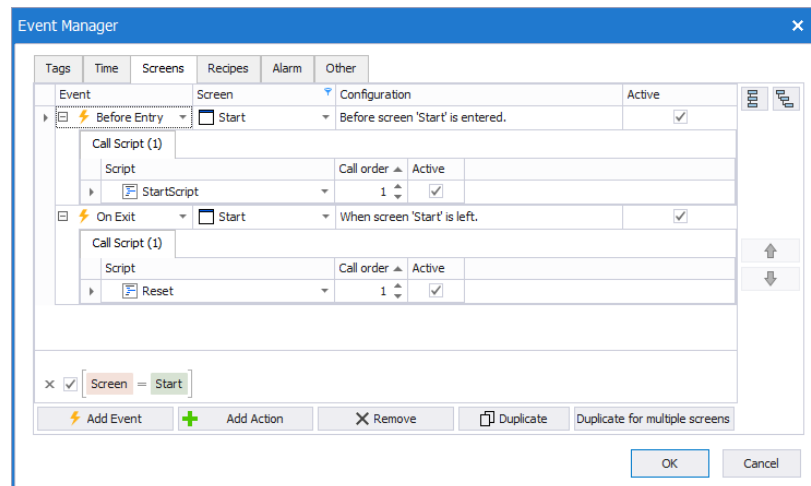 Event Manager
Tags Time Screens Recipes Alarm Other
Event Screen Configuration Active
Before Entry Start Before screen 'Start' is entered.
Call Script (1)
Script Call order Active
StartScript 1
On Exit Start When screen 'Start' is left.
Call Script (1)
Script Call order Active
Reset 1
Screen = Start
Add Event Add Action Remove Duplicate Duplicate for multiple screens
OK Cancel